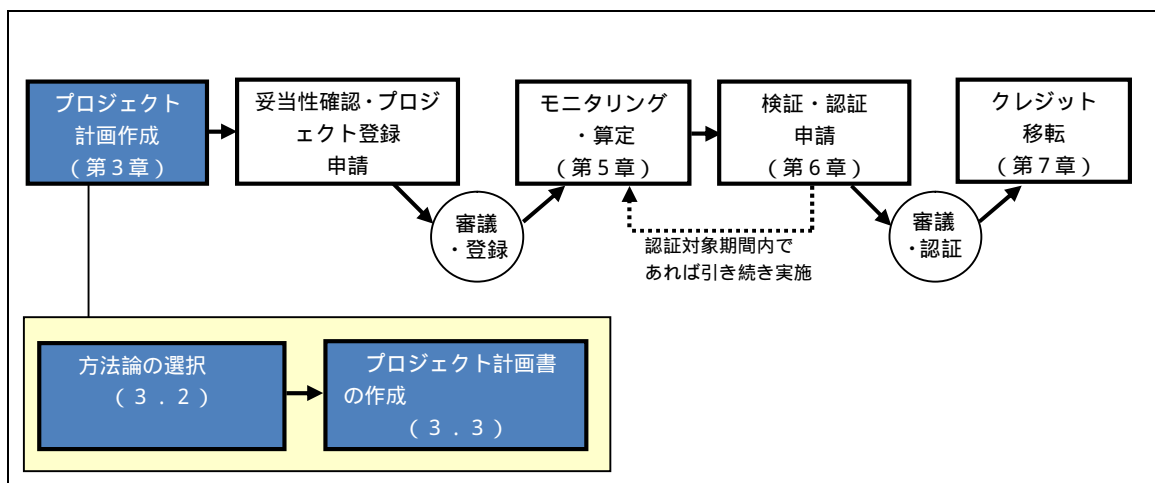 プロジェクト
計画作成
(第3章)
妥当性確認・プロジ
ェクト登録
申請
審議
・登録
モニタリング
・算定
(第5章)
検証・認証
申請
(第6章)
認証対象期間内で
あれば引き続き実施
審議
・認証
クレジット
移転
(第7章)
方法論の選択
(3.2)
プロジェクト計画書
の作成
(3.3)